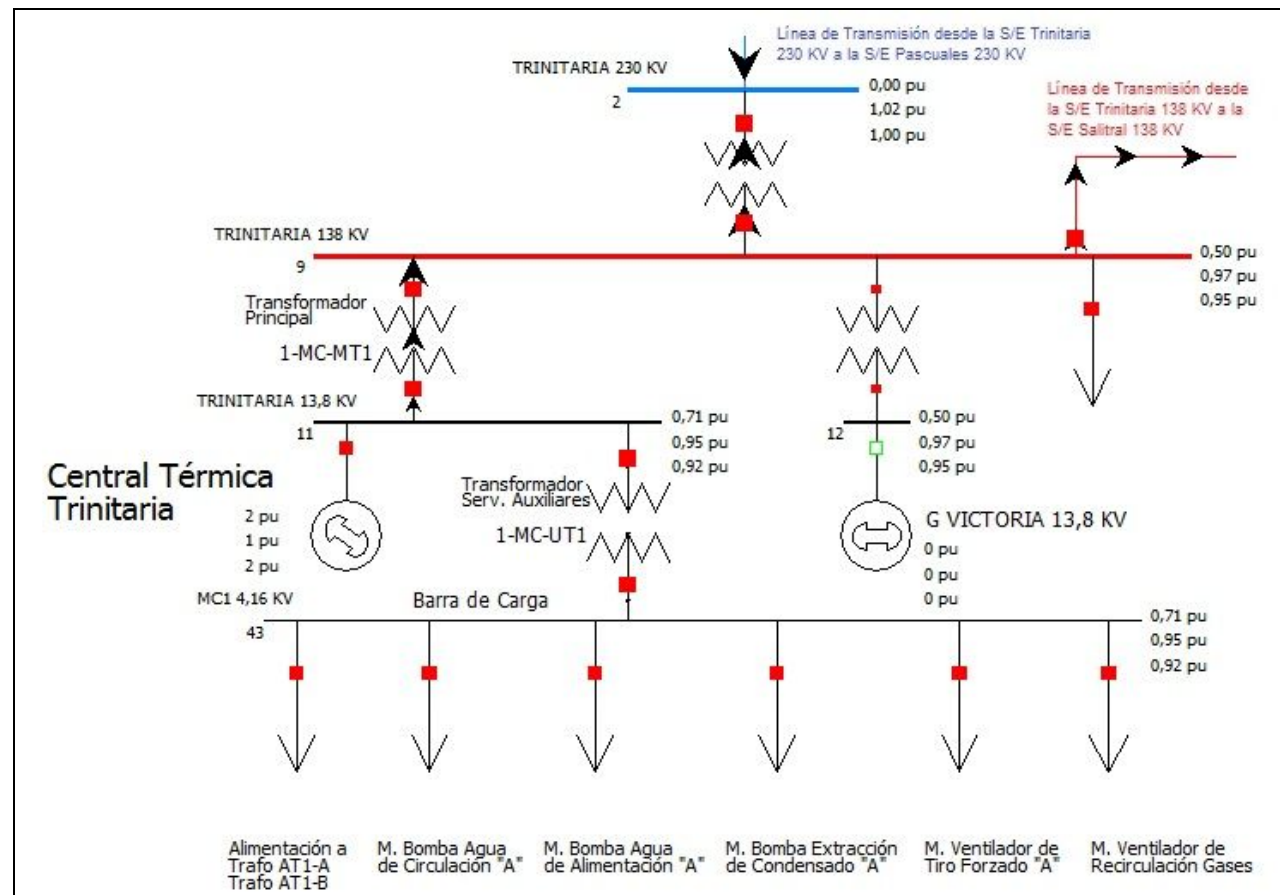 Línea de Transmisión desde la S/E Trinitaria
230 KV a la S/E Pascuales 230 KV
TRINITARIA 230 KV
2
0,00 pu
1,02 pu
1,00 pu
Línea de Transmisión desde
la S/E Trinitaria 138 KV a la
S/E Salitral 138 KV
TRINITARIA 138 KV
9
0,50 pu
0,97 pu
0,95 pu
Transformador
Principal
1-MC-MT1
TRINITARIA 13,8 KV
11
0,71 pu
0,95 pu
0,92 pu
12
0,50 pu
0,97 pu
0,95 pu
Central Térmica
Trinitaria
2 pu
1 pu
2 pu
Transformador
Serv. Auxiliares
1-MC-UT1
G VICTORIA 13,8 KV
0 pu
0 pu
0 pu
MC1 4,16 KV
43
Barra de Carga
0,71 pu
0,95 pu
0,92 pu
Alimentación a
Trafo AT1-A
Trafo AT1-B
M. Bomba Agua
de Circulación "A"
M. Bomba Agua
de Alimentación "A"
M. Bomba Extracción
de Condensado "A"
M. Ventilador de
Tiro Forzado "A"
M. Ventilador de
Recirculación Gases